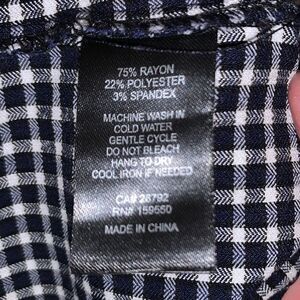 75% RAYON
22% POLYESTER
3% SPANDEX
MACHINE WASH IN
COLD WATER
GENTLE CYCLE
DO NOT BLEACH
HANG TO DRY
COOL IRON IF NEEDED
CA# 26792
RN# 159550
MADE IN CHINA